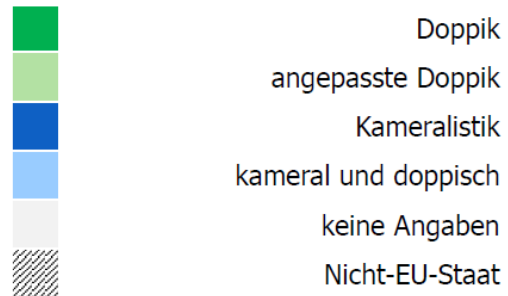 Doppik
angepasste Doppik
Kameralistik
kameral und doppisch
keine Angaben
Nicht-EU-Staat